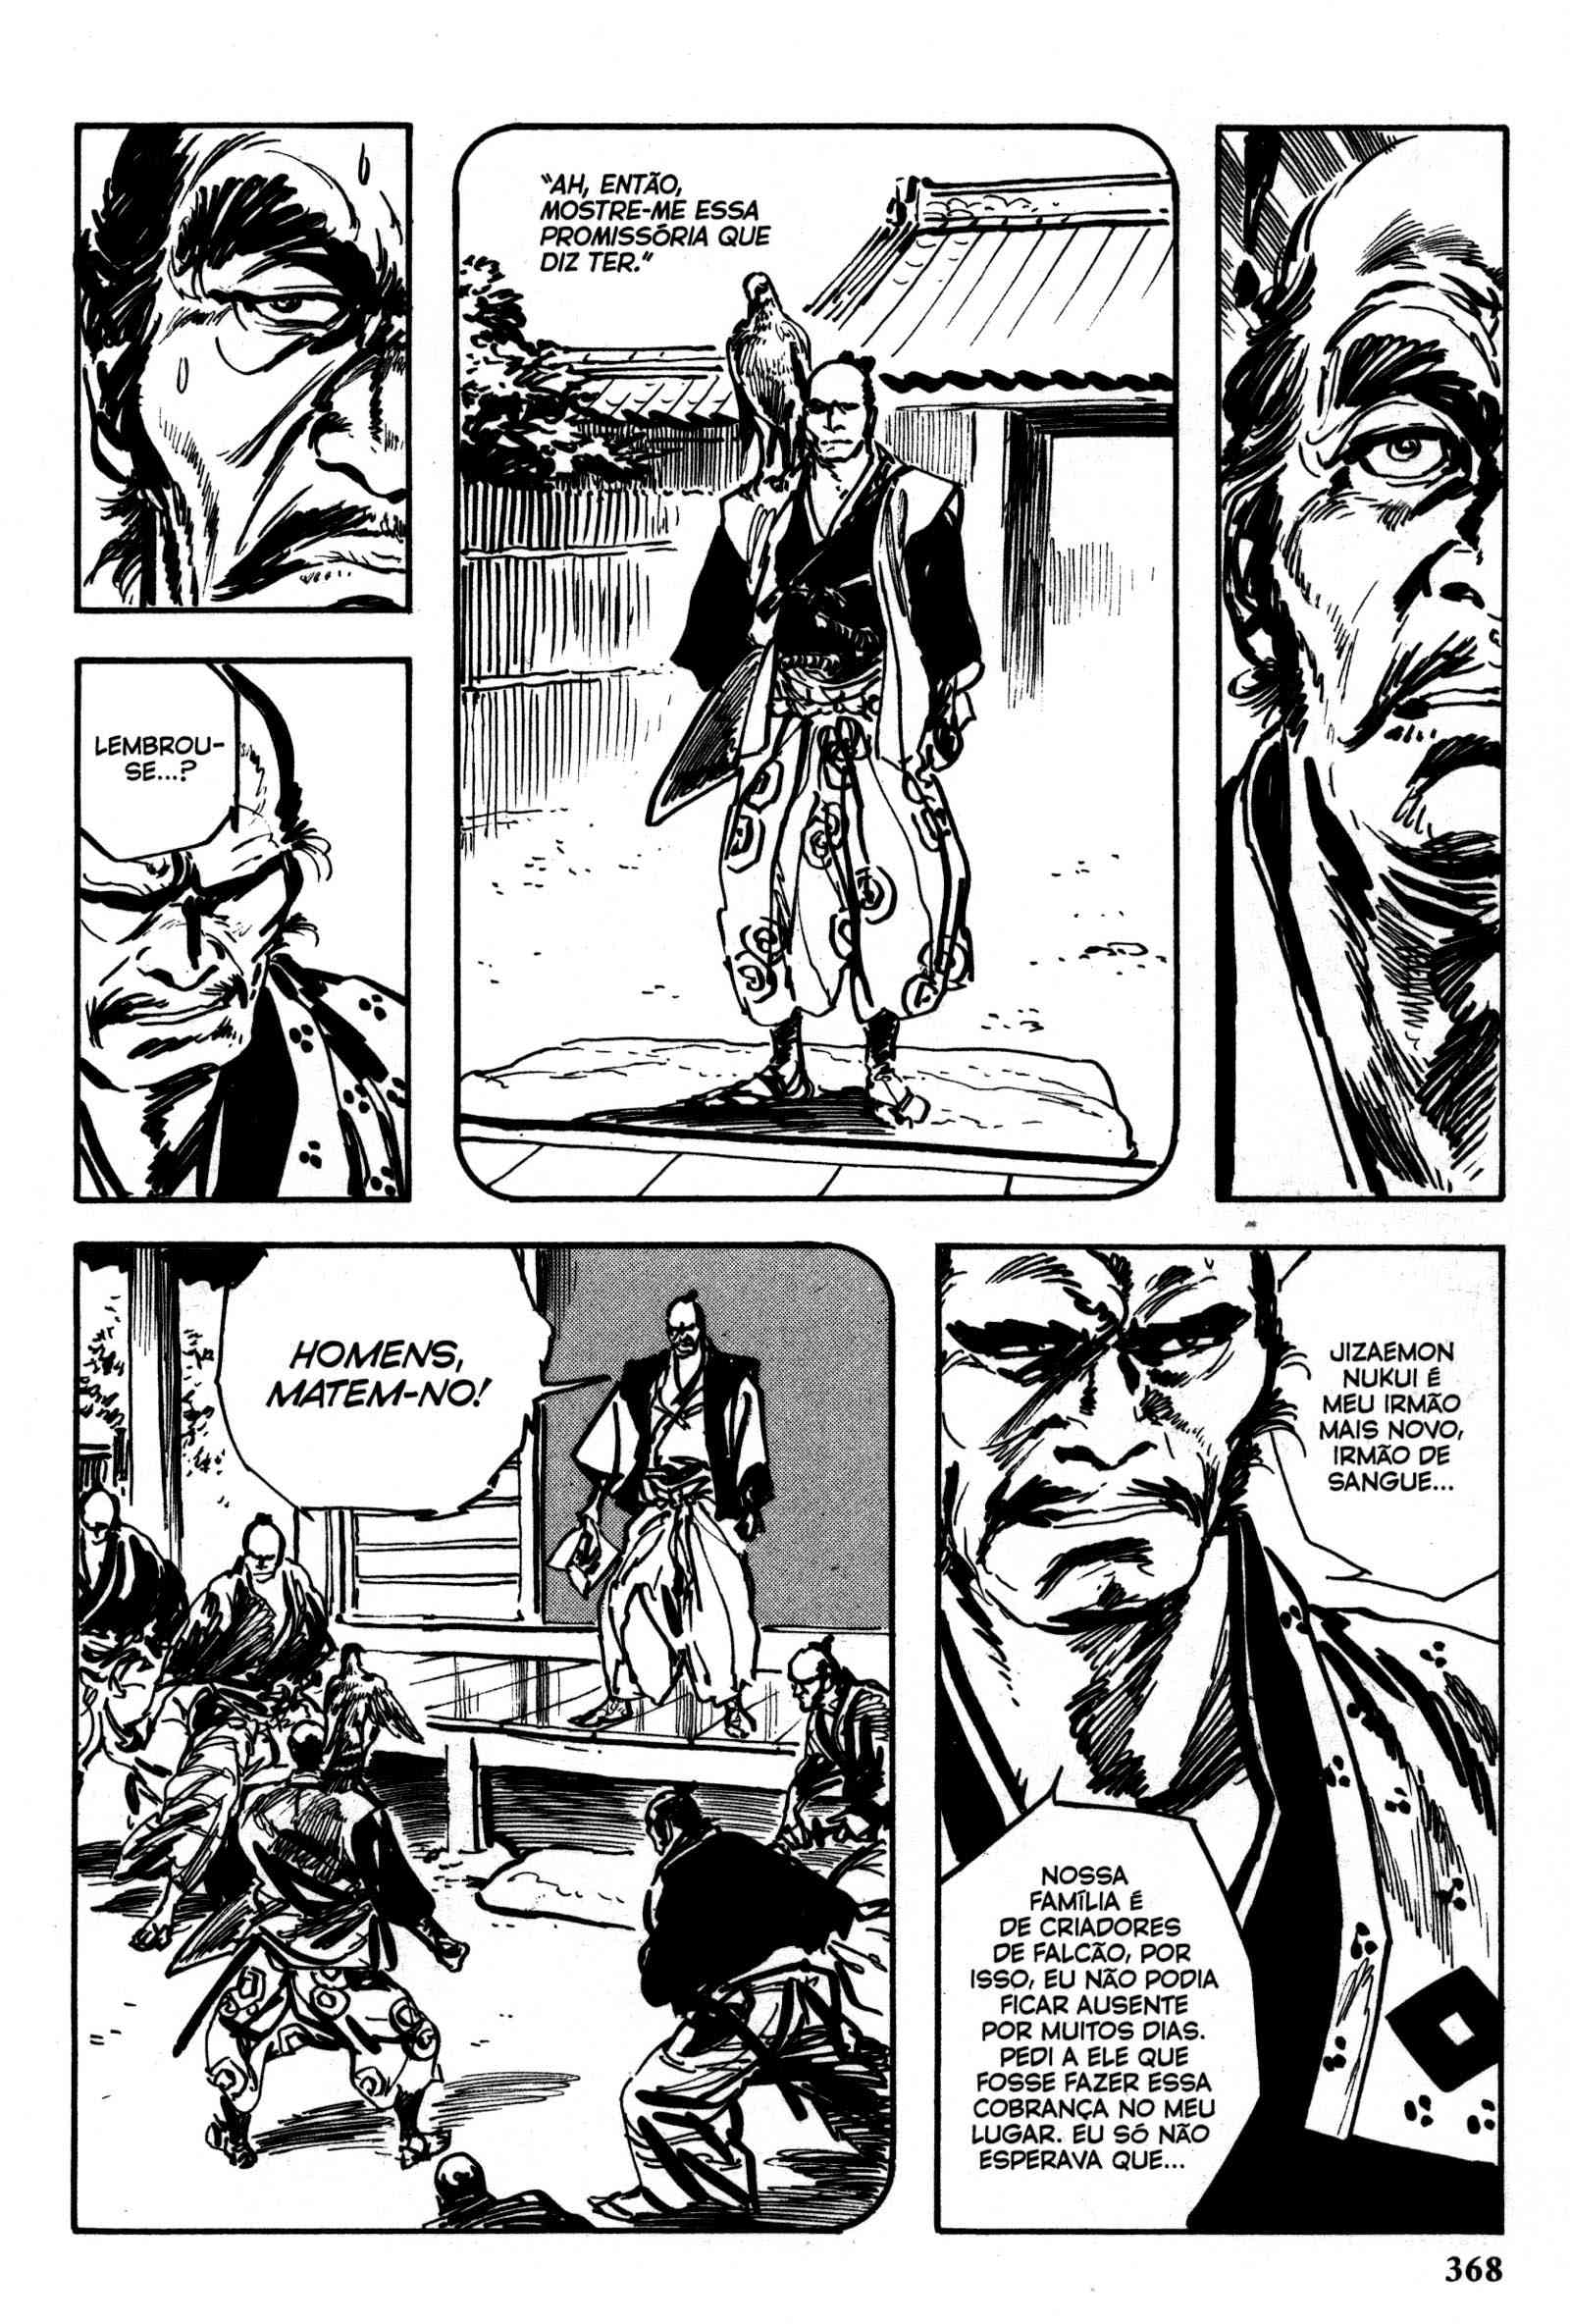 "AH, ENTÃO,
MOSTRE-ME ESSA
PROMISSÓRIA QUE
DIZ TER."
LEMBROU-
SE...?
JIZAEMON
NUKUI É
MEU IRMÃO
MAIS NOVO,
IRMÃO DE
SANGUE...
NOSSA
FAMÍLIA É
DE CRIADORES
DE FALCÃO, POR
ISSO, EU NÃO PODIA
FICAR AUSENTE
POR MUITOS DIAS.
PEDI A ELE QUE
FOSSE FAZER ESSA
COBRANÇA NO MEU
LUGAR. EU SÓ NÃO
ESPERAVA QUE...
HOMENS,
MATEM-NO!
368